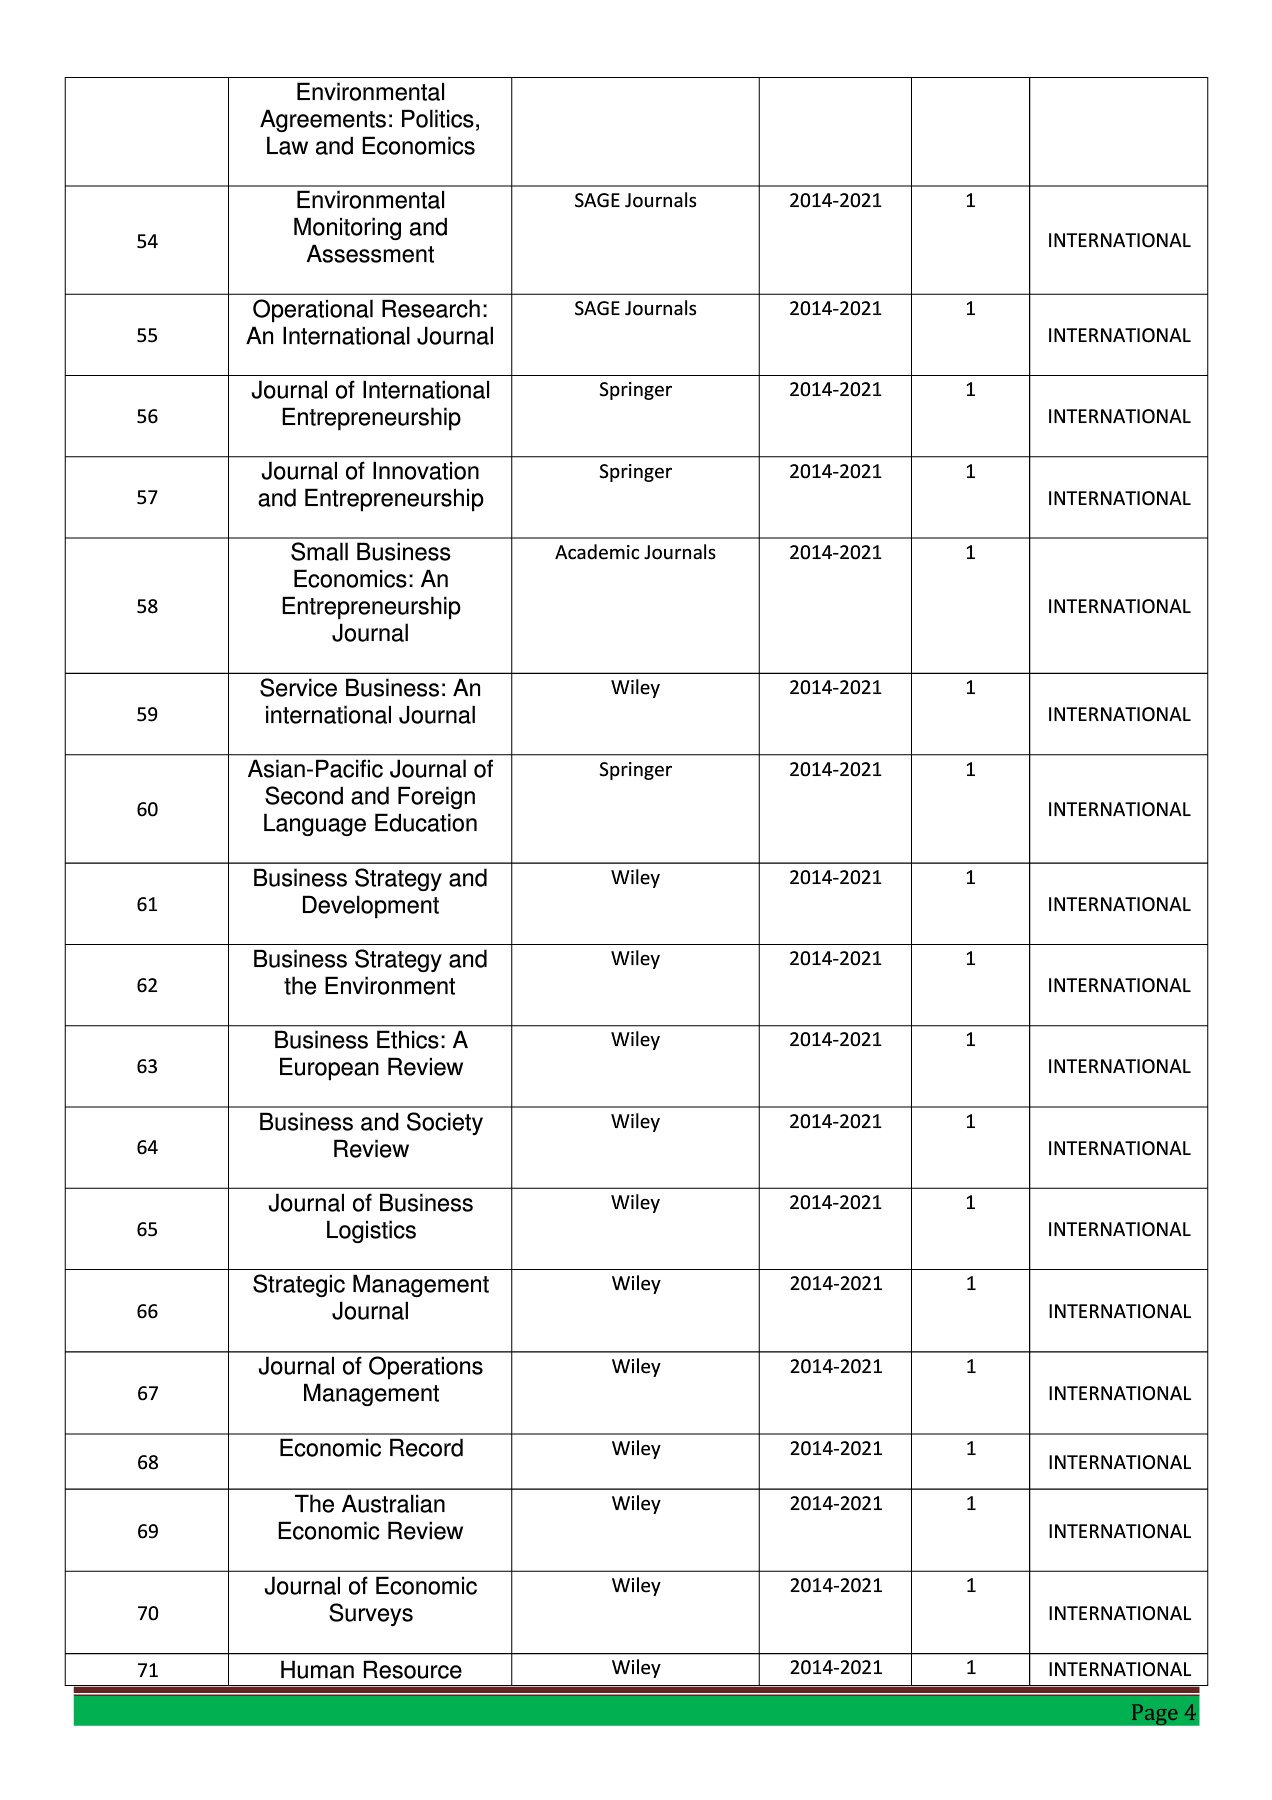 Environmental
Agreements: Politics,
Law and Economics
54 Environmental Monitoring and Assessment SAGE Journals 2014-2021 1 INTERNATIONAL
55 Operational Research: An International Journal SAGE Journals 2014-2021 1 INTERNATIONAL
56 Journal of International Entrepreneurship Springer 2014-2021 1 INTERNATIONAL
57 Journal of Innovation and Entrepreneurship Springer 2014-2021 1 INTERNATIONAL
58 Small Business Economics: An Entrepreneurship Journal Academic Journals 2014-2021 1 INTERNATIONAL
59 Service Business: An international Journal Wiley 2014-2021 1 INTERNATIONAL
60 Asian-Pacific Journal of Second and Foreign Language Education Springer 2014-2021 1 INTERNATIONAL
61 Business Strategy and Development Wiley 2014-2021 1 INTERNATIONAL
62 Business Strategy and the Environment Wiley 2014-2021 1 INTERNATIONAL
63 Business Ethics: A European Review Wiley 2014-2021 1 INTERNATIONAL
64 Business and Society Review Wiley 2014-2021 1 INTERNATIONAL
65 Journal of Business Logistics Wiley 2014-2021 1 INTERNATIONAL
66 Strategic Management Journal Wiley 2014-2021 1 INTERNATIONAL
67 Journal of Operations Management Wiley 2014-2021 1 INTERNATIONAL
68 Economic Record Wiley 2014-2021 1 INTERNATIONAL
69 The Australian Economic Review Wiley 2014-2021 1 INTERNATIONAL
70 Journal of Economic Surveys Wiley 2014-2021 1 INTERNATIONAL
71 Human Resource Wiley 2014-2021 1 INTERNATIONAL
Page 4